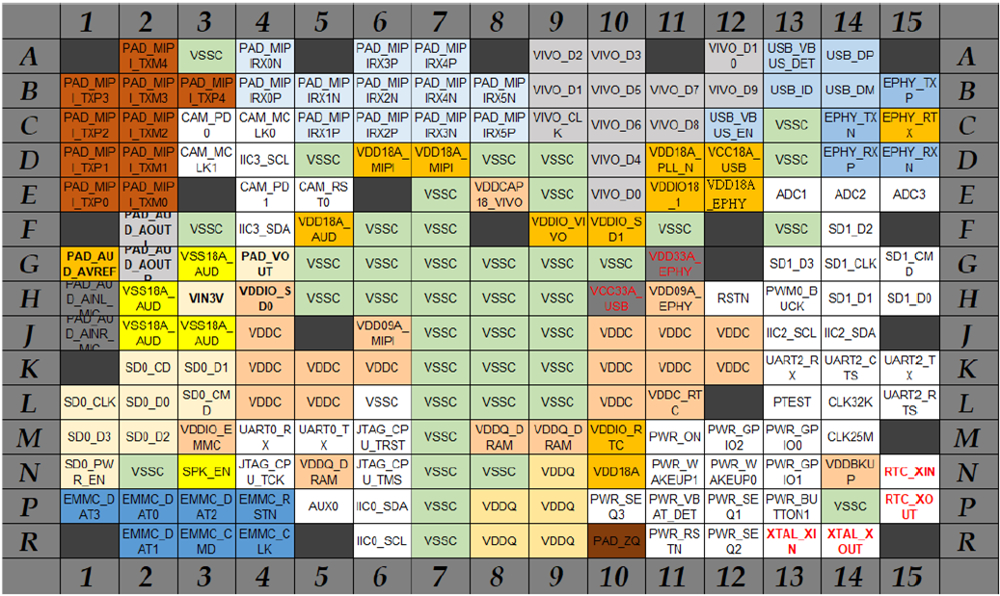 1 2 3 4 5 6 7 8 9 10 11 12 13 14 15
A PAD_MIPI_TXM4 VSSC PAD_MIPIRX0N PAD_MIPIRX3P PAD_MIPIRX4P VIVO_D2 VIVO_D3 VIVO_D10 USB_VBUS_DET USB_DP A
B PAD_MIPI_TXP3 PAD_MIPI_TXM3 PAD_MIPI_TXP4 PAD_MIPIRX0P PAD_MIPIRX1N PAD_MIPIRX2N PAD_MIPIRX4N PAD_MIPIRX5N VIVO_D1 VIVO_D5 VIVO_D7 VIVO_D9 USB_ID USB_DM EPHY_TXP B
C PAD_MIPI_TXP2 PAD_MIPI_TXM2 CAM_PD0 CAM_MCLK0 PAD_MIPIRX1P PAD_MIPIRX2P PAD_MIPIRX3N PAD_MIPIRX5P VIVO_CLK VIVO_D6 VIVO_D8 USB_VBUS_EN VSSC EPHY_TXN EPHY_RTX C
D PAD_MIPI_TXP1 PAD_MIPI_TXM1 CAM_MCLK1 IIC3_SCL VSSC VDD18A_MIPI VDD18A_MIPI VSSC VSSC VIVO_D4 VDD18A_PLL_N VCC18A_USB VSSC EPHY_RXP EPHY_RXN D
E PAD_MIPI_TXP0 PAD_MIPI_TXM0 CAM_PD1 CAM_RST0 VSSC VDDCAP18_VIVO VSSC VIVO_D0 VDDIO18_1 VDD18A_EPHY ADC1 ADC2 ADC3 E
F PAD_AUD_AOUTL VSSC IIC3_SDA VDD18A_AUD VSSC VSSC VDDIO_VIVO VDDIO_SD1 VSSC VSSC SD1_D2 F
G PAD_AUD_AVREF PAD_AUD_AOUTR VSS18A_AUD PAD_VOUT VSSC VSSC VSSC VSSC VSSC VSSC VDD33A_EPHY SD1_D3 SD1_CLK SD1_CMD G
H PAD_AUD_AINL_MIC VSS18A_AUD VIN3V VDDIO_SD0 VSSC VSSC VSSC VSSC VSSC VCC33A_USB VDD09A_EPHY RSTN PWM0_BUCK SD1_D1 SD1_D0 H
J PAD_AUD_AINR_MIC VSS18A_AUD VSS18A_AUD VDDC VDD09A_MIPI VSSC VSSC VSSC VDDC VDDC VDDC IIC2_SCL IIC2_SDA J
K SD0_CD SD0_D1 VDDC VDDC VDDC VSSC VSSC VSSC VDDC VDDC VDDC UART2_RX UART2_CTS UART2_TX K
L SD0_CLK SD0_D0 SD0_CMD VDDC VDDC VSSC VSSC VSSC VSSC VDDC VDDC_RTC PTEST CLK32K UART2_RTS L
M SD0_D3 SD0_D2 VDDIO_EMMC UART0_RX UART0_TX JTAG_CPU_TRST VSSC VDDQ_DRAM VDDQ_DRAM VDDIO_RTC PWR_ON PWR_GPIO2 PWR_GPIO0 CLK25M M
N SD0_PWR_EN VSSC SPK_EN JTAG_CPU_TCK VDDQ_DRAM JTAG_CPU_TMS VSSC VSSC VDDQ VDD18A PWR_WAKEUP1 PWR_WAKEUP0 PWR_GPIO1 VDDBKUP RTC_XIN N
P EMMC_DAT3 EMMC_DAT0 EMMC_DAT2 EMMC_RSTN AUX0 IIC0_SDA VSSC VDDQ VDDQ PWR_SEQ3 PWR_VBAT_DET PWR_SEQ1 PWR_BUTTON1 VSSC RTC_XOUT P
R EMMC_DAT1 EMMC_CMD EMMC_CLK IIC0_SCL VSSC VDDQ VDDQ PAD_ZQ PWR_RSTN PWR_SEQ2 XTAL_XIN XTAL_XOUT R
1 2 3 4 5 6 7 8 9 10 11 12 13 14 15